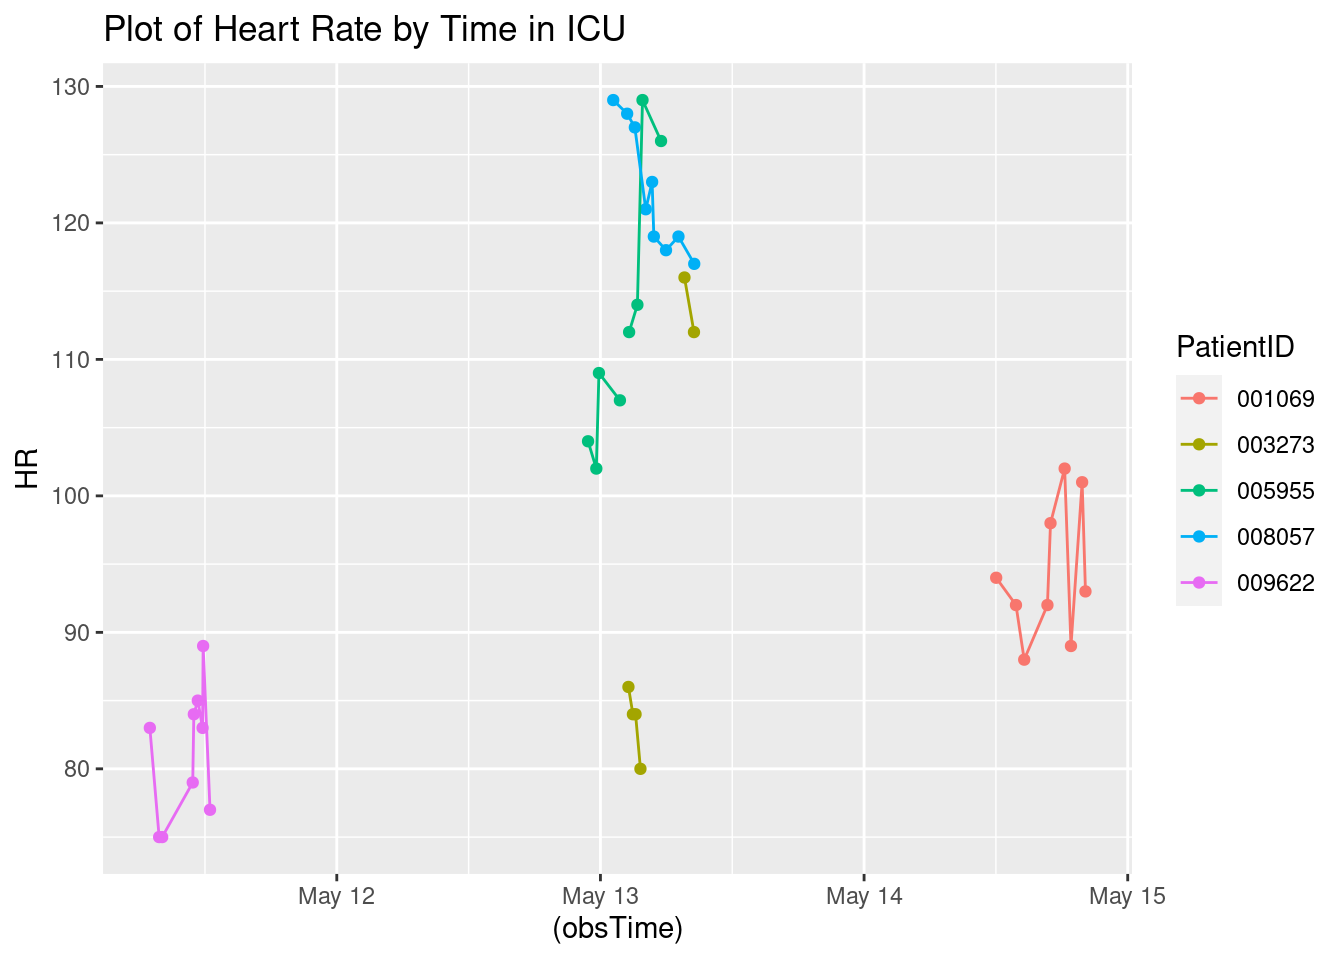 Plot of Heart Rate by Time in ICU
130
120
110
100
90
80
HR
May 12
May 13
May 14
May 15
(obsTime)
PatientID
001069
003273
005955
008057
009622